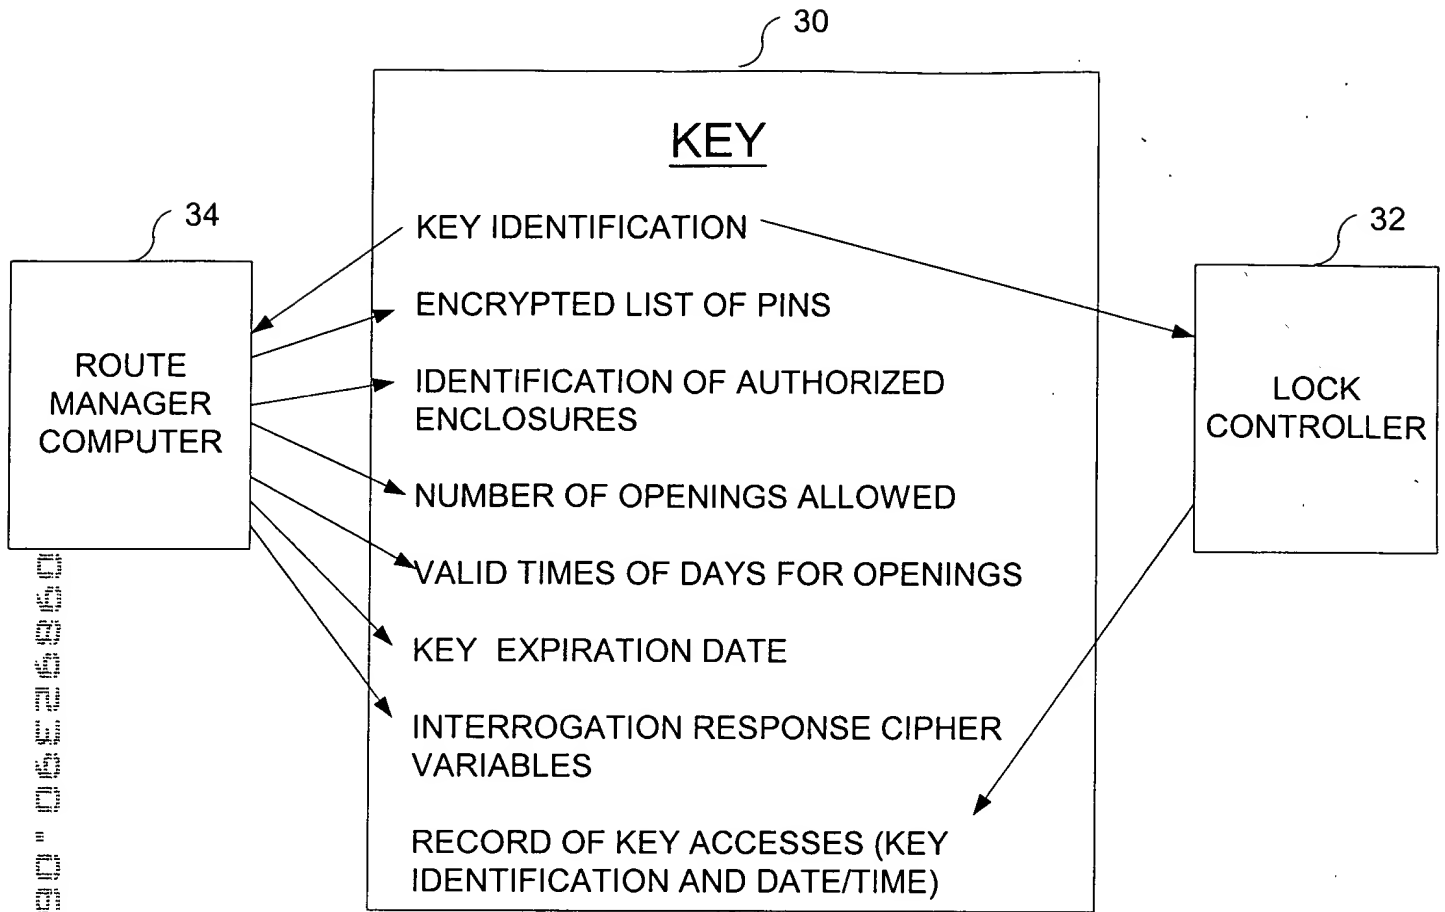 30
KEY
34
32
KEY IDENTIFICATION
ENCRYPTED LIST OF PINS
ROUTE
MANAGER
COMPUTER
IDENTIFICATION OF AUTHORIZED
ENCLOSURES
LOCK
CONTROLLER
NUMBER OF OPENINGS ALLOWED
VALID TIMES OF DAYS FOR OPENINGS
KEY EXPIRATION DATE
INTERROGATION RESPONSE CIPHER
VARIABLES
RECORD OF KEY ACCESSES (KEY
IDENTIFICATION AND DATE/TIME)